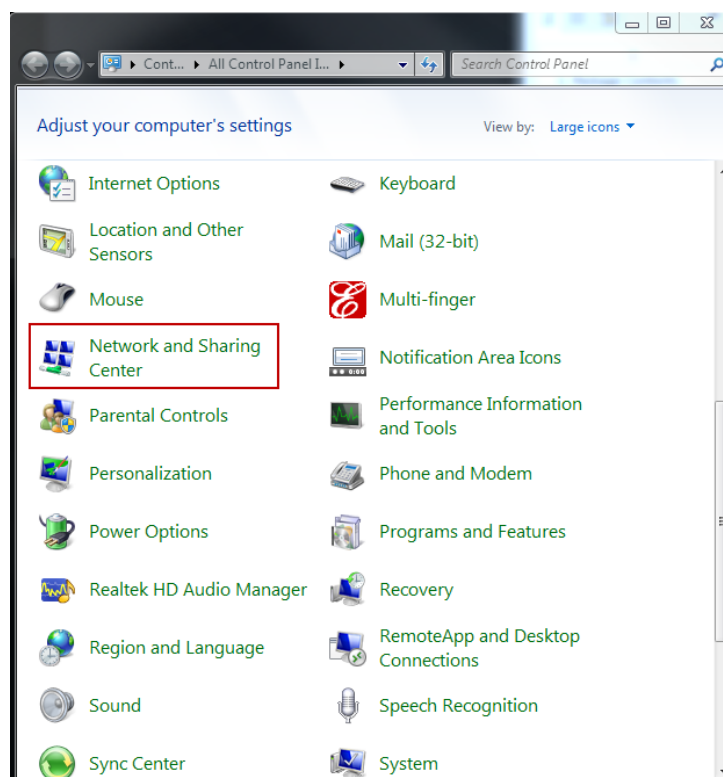 Cont... All Control Panel I... Search Control Panel
Adjust your computer's settings View by: Large icons
Internet Options Keyboard
Location and Other
Sensors
Mail (32-bit)
Mouse Multi-finger
Network and Sharing
Center
Notification Area Icons
Parental Controls
Performance Information
and Tools
Personalization Phone and Modem
Power Options Programs and Features
Realtek HD Audio Manager Recovery
Region and Language
RemoteApp and Desktop
Connections
Sound Speech Recognition
Sync Center System